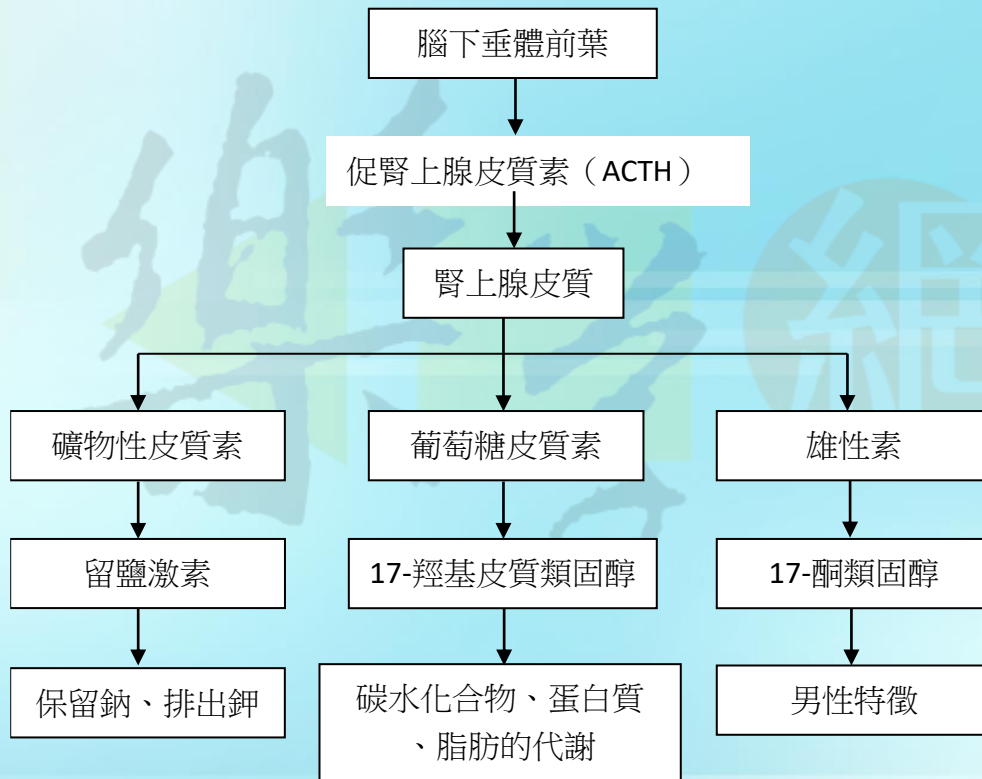 腦下垂體前葉
促腎上腺皮質素（ACTH）
腎上腺皮質
礦物性皮質素
葡萄糖皮質素
雄性素
留鹽激素
17-羥基皮質類固醇
17-酮類固醇
保留鈉、排出鉀
碳水化合物、蛋白質
、脂肪的代謝
男性特徵
樂學
網